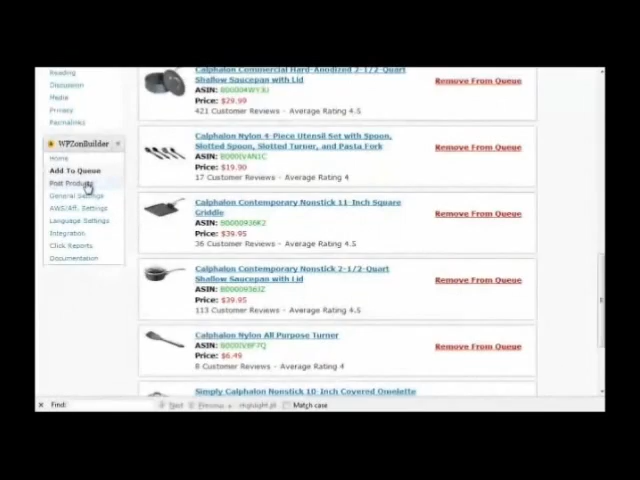 Reading
Discussion
Media
Privacy
Permalinks
WPZonBuilder
Home
Add To Queue
Post Products
General Settings
AWS/Aff. Settings
Language Settings
Integration
Click Reports
Documentation
Calphalon Commercial Hard-Anodized 2-1/2-Quart
Shallow Saucepan with Lid
ASIN:
Price: $29.99
421 Customer Reviews - Average Rating 4.5
Remove From Queue
Calphalon Nylon 4-Piece Utensil Set with Spoon,
Slotted Spoon, Slotted Turner, and Pasta Fork
ASIN:
Price: $19.90
17 Customer Reviews - Average Rating 4
Remove From Queue
Calphalon Contemporary Nonstick 11-Inch Square
Griddle
ASIN:
Price: $39.95
36 Customer Reviews - Average Rating 4.5
Remove From Queue
Calphalon Contemporary Nonstick 2-1/2-Quart
Shallow Saucepan with Lid
ASIN:
Price: $39.95
113 Customer Reviews - Average Rating 4.5
Remove From Queue
Calphalon Nylon All Purpose Turner
ASIN:
Price: $6.49
8 Customer Reviews - Average Rating 4
Remove From Queue
Simply Calphalon Nonstick 10-Inch Covered Omelette
Find:
Next
Previous
Highlight all
Match case